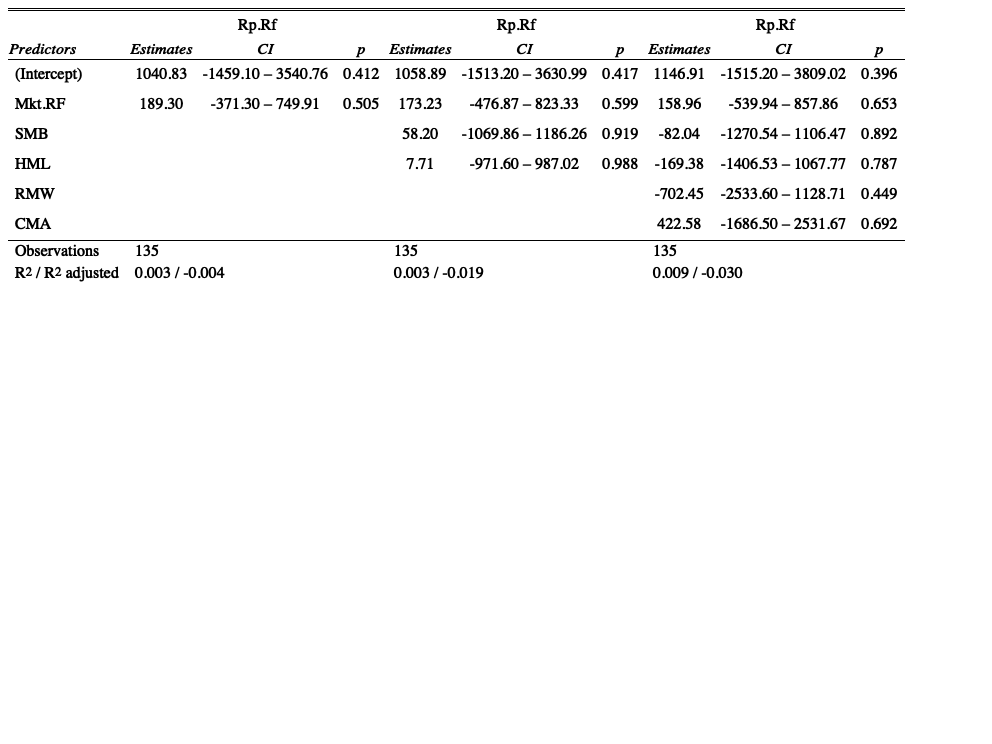 Rp.Rf Rp.Rf Rp.Rf
Predictors Estimates CI p Estimates CI p Estimates CI p
(Intercept) 1040.83 -1459.10 – 3540.76 0.412 1058.89 -1513.20 – 3630.99 0.417 1146.91 -1515.20 – 3809.02 0.396
Mkt.RF 189.30 -371.30 – 749.91 0.505 173.23 -476.87 – 823.33 0.599 158.96 -539.94 – 857.86 0.653
SMB 58.20 -1069.86 – 1186.26 0.919 -82.04 -1270.54 – 1106.47 0.892
HML 7.71 -971.60 – 987.02 0.988 -169.38 -1406.53 – 1067.77 0.787
RMW -702.45 -2533.60 – 1128.71 0.449
CMA 422.58 -1686.50 – 2531.67 0.692
Observations 135 135 135
R2 / R2 adjusted 0.003 / -0.004 0.003 / -0.019 0.009 / -0.030